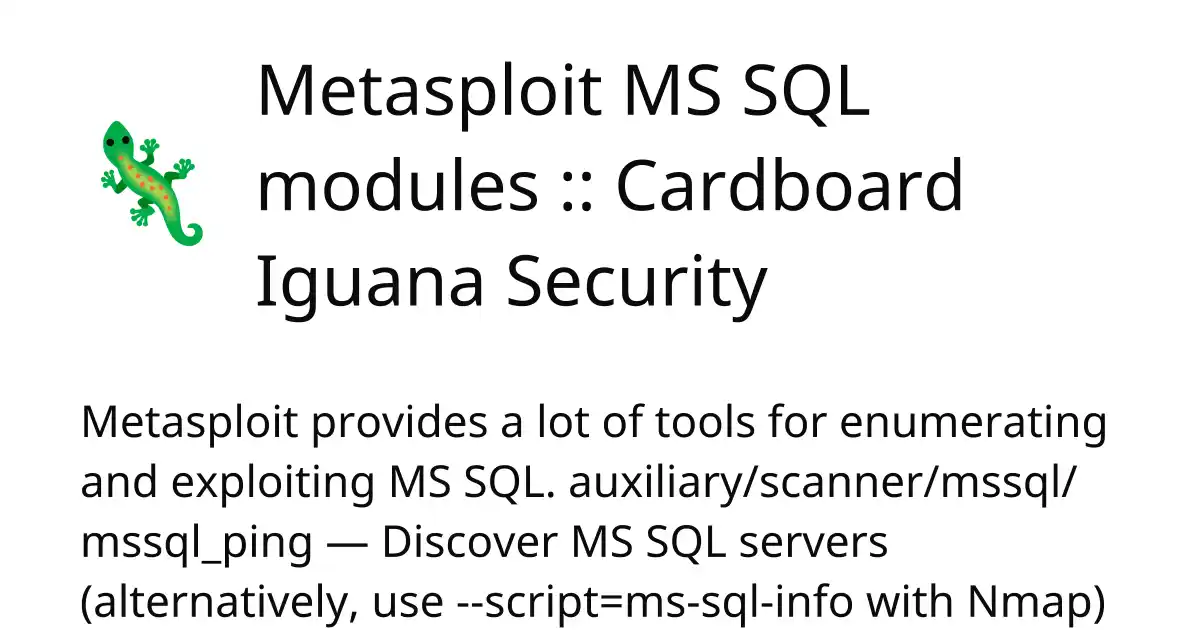 Metasploit MS SQL
modules :: Cardboard
Iguana Security
Metasploit provides a lot of tools for enumerating
and exploiting MS SQL. auxiliary/scanner/mssql/
mssql_ping — Discover MS SQL servers
(alternatively, use --script=ms-sql-info with Nmap)